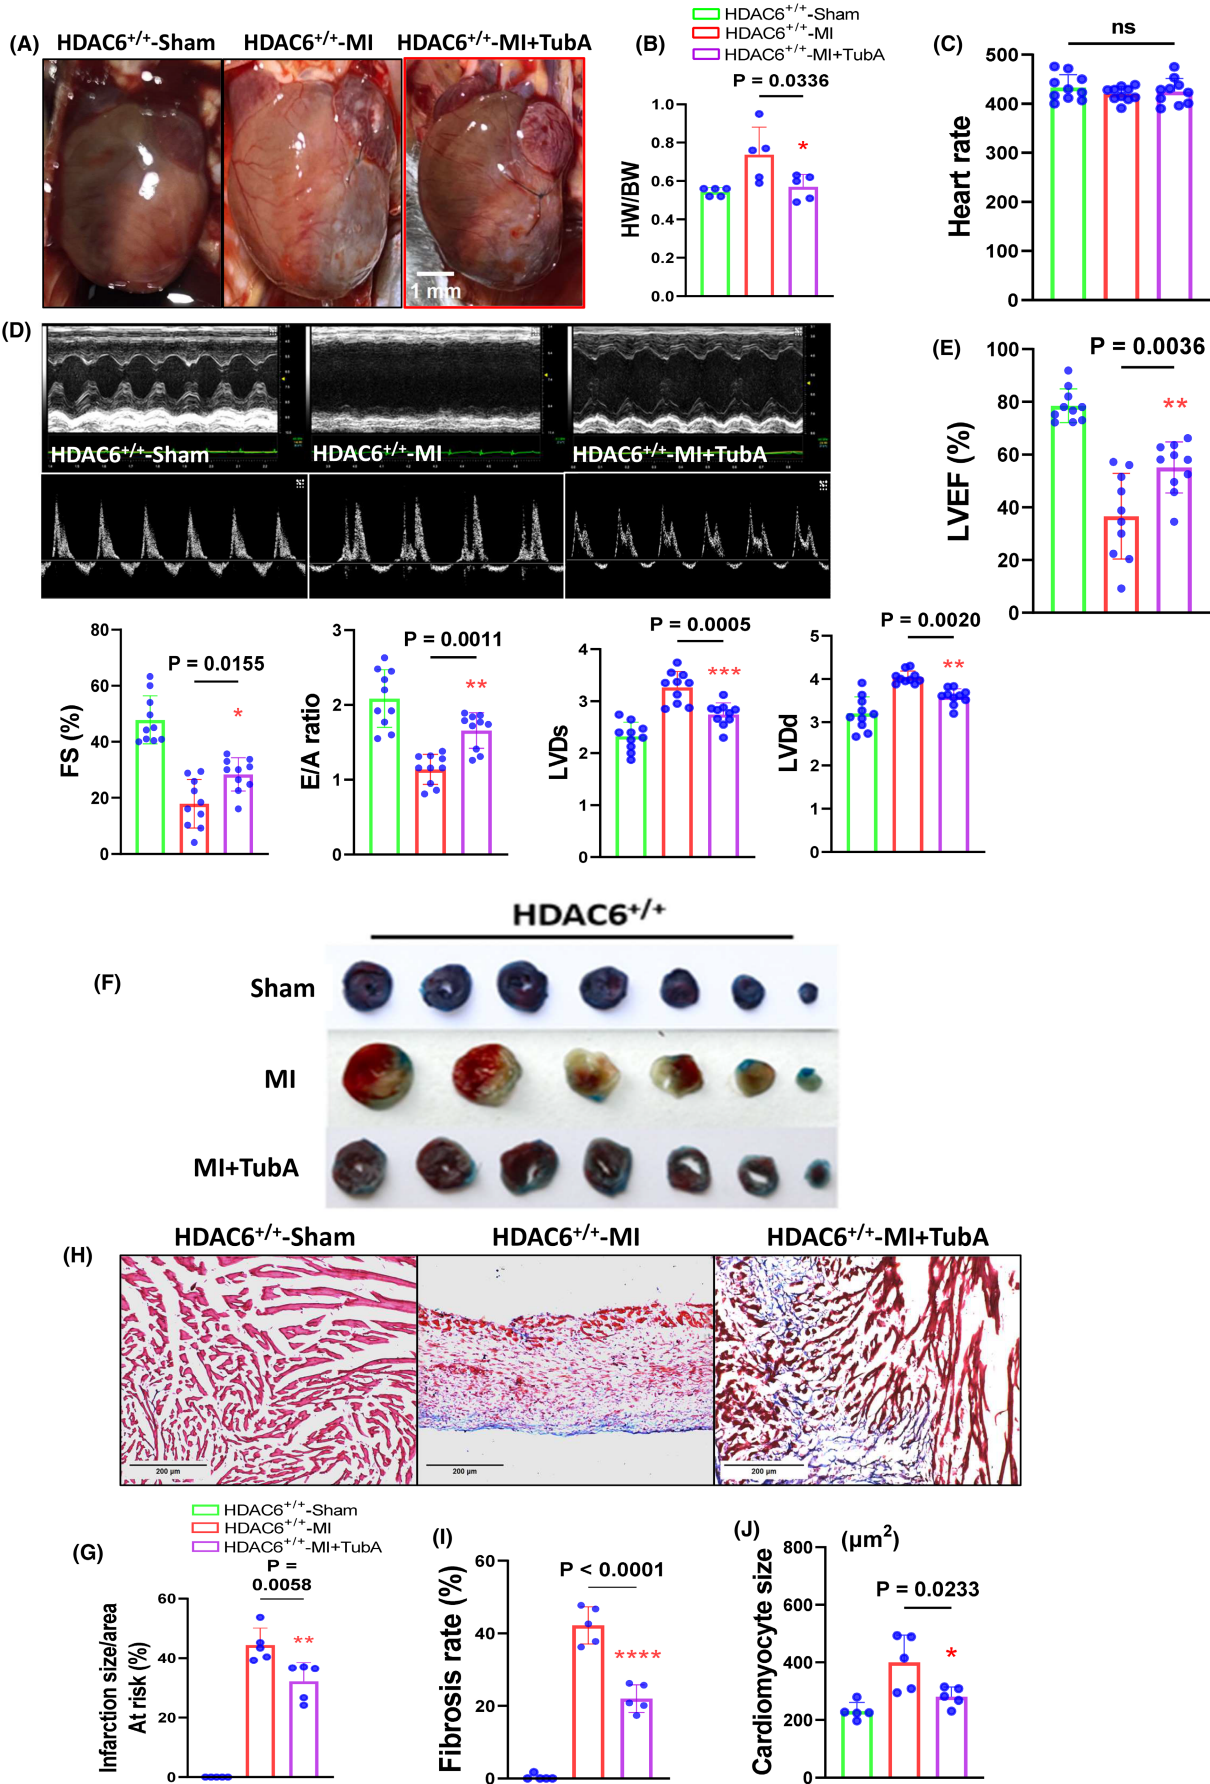 (A)
HDAC6+/+-Sham
HDAC6+/+-MI
HDAC6+/+-MI+TubA
1 mm
(B)
HDAC6+/+-Sham
HDAC6+/+-MI
HDAC6+/+-MI+TubA
P = 0.0336
HW/BW
1.0
0.8
0.6
0.4
0.2
0.0
*
(C)
ns
Heart rate
500
400
300
200
100
0
(D)
HDAC6+/+-Sham
HDAC6+/+-MI
HDAC6+/+-MI+TubA
(E)
P = 0.0036
**
LVEF (%)
100
80
60
40
20
0
FS (%)
80
60
40
20
0
P = 0.0155
*
E/A ratio
3
2
1
0
P = 0.0011
**
LVDs
4
3
2
1
0
P = 0.0005
***
LVDd
5
4
3
2
1
0
P = 0.0020
**
HDAC6+/+
(F)
Sham
MI
MI+TubA
(H)
HDAC6+/+-Sham
HDAC6+/+-MI
HDAC6+/+-MI+TubA
200 µm
200 µm
200 µm
(G)
HDAC6+/+-Sham
HDAC6+/+-MI
HDAC6+/+-MI+TubA
P =
0.0058
**
Infarction size/area
At risk (%)
60
40
20
0
(I)
P < 0.0001
****
Fibrosis rate (%)
60
40
20
0
(J)
(µm2)
P = 0.0233
*
Cardiomyocyte size
800
600
400
200
0